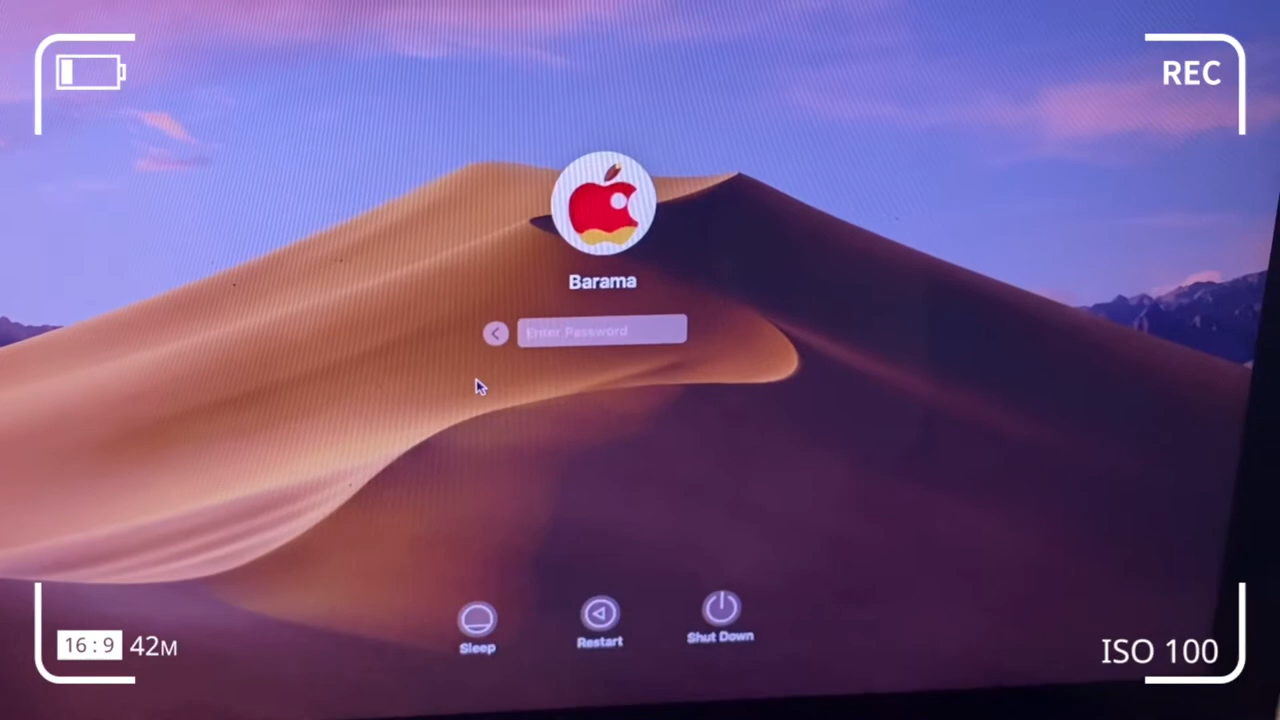 REC
Barama
Enter Password
Sleep
Restart
Shut Down
16:9 42M
ISO 100